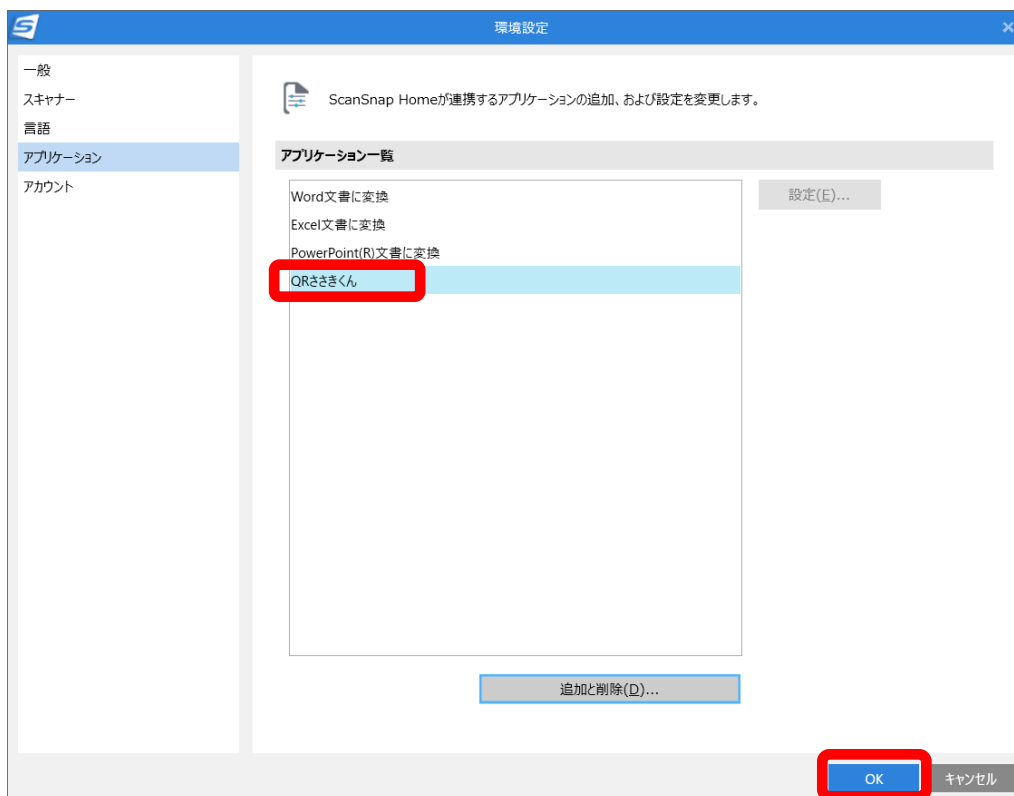 環境設定
一般
スキャナー
言語
アプリケーション
アカウント
ScanSnap Homeが連携するアプリケーションの追加、および設定を変更します。
アプリケーション一覧
Word文書に変換
Excel文書に変換
PowerPoint(R)文書に変換
QRささきくん
設定(E)...
追加と削除(D)...
OK
キャンセル